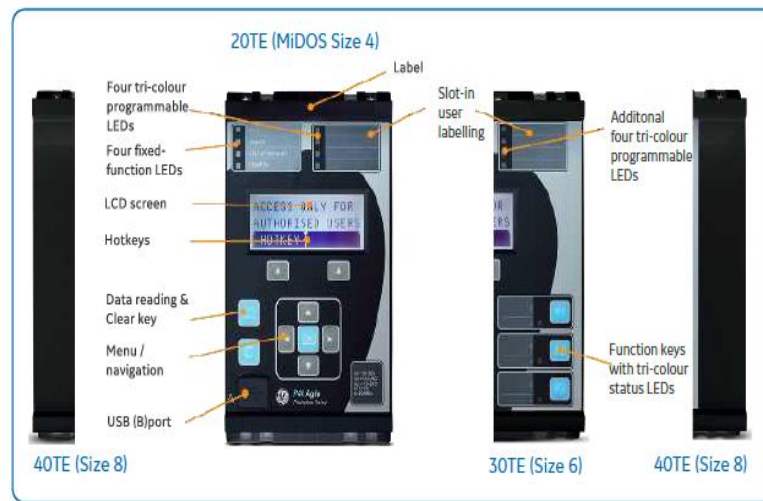 20TE (MiDOS Size 4)
Label
Four tri-colour
programmable
LEDs
Four fixed-
function LEDs
LCD screen
Hotkeys
Data reading &
Clear key
Menu /
navigation
USB (B)port
Slot-in
user
labelling
Additonal
four tri-colour
programmable
LEDs
Function keys
with tri-colour
status LEDs
ACCESS ONLY FOR
AUTHORISED USERS
HOTKEY
P40 Agile
40TE (Size 8)
30TE (Size 6)
40TE (Size 8)